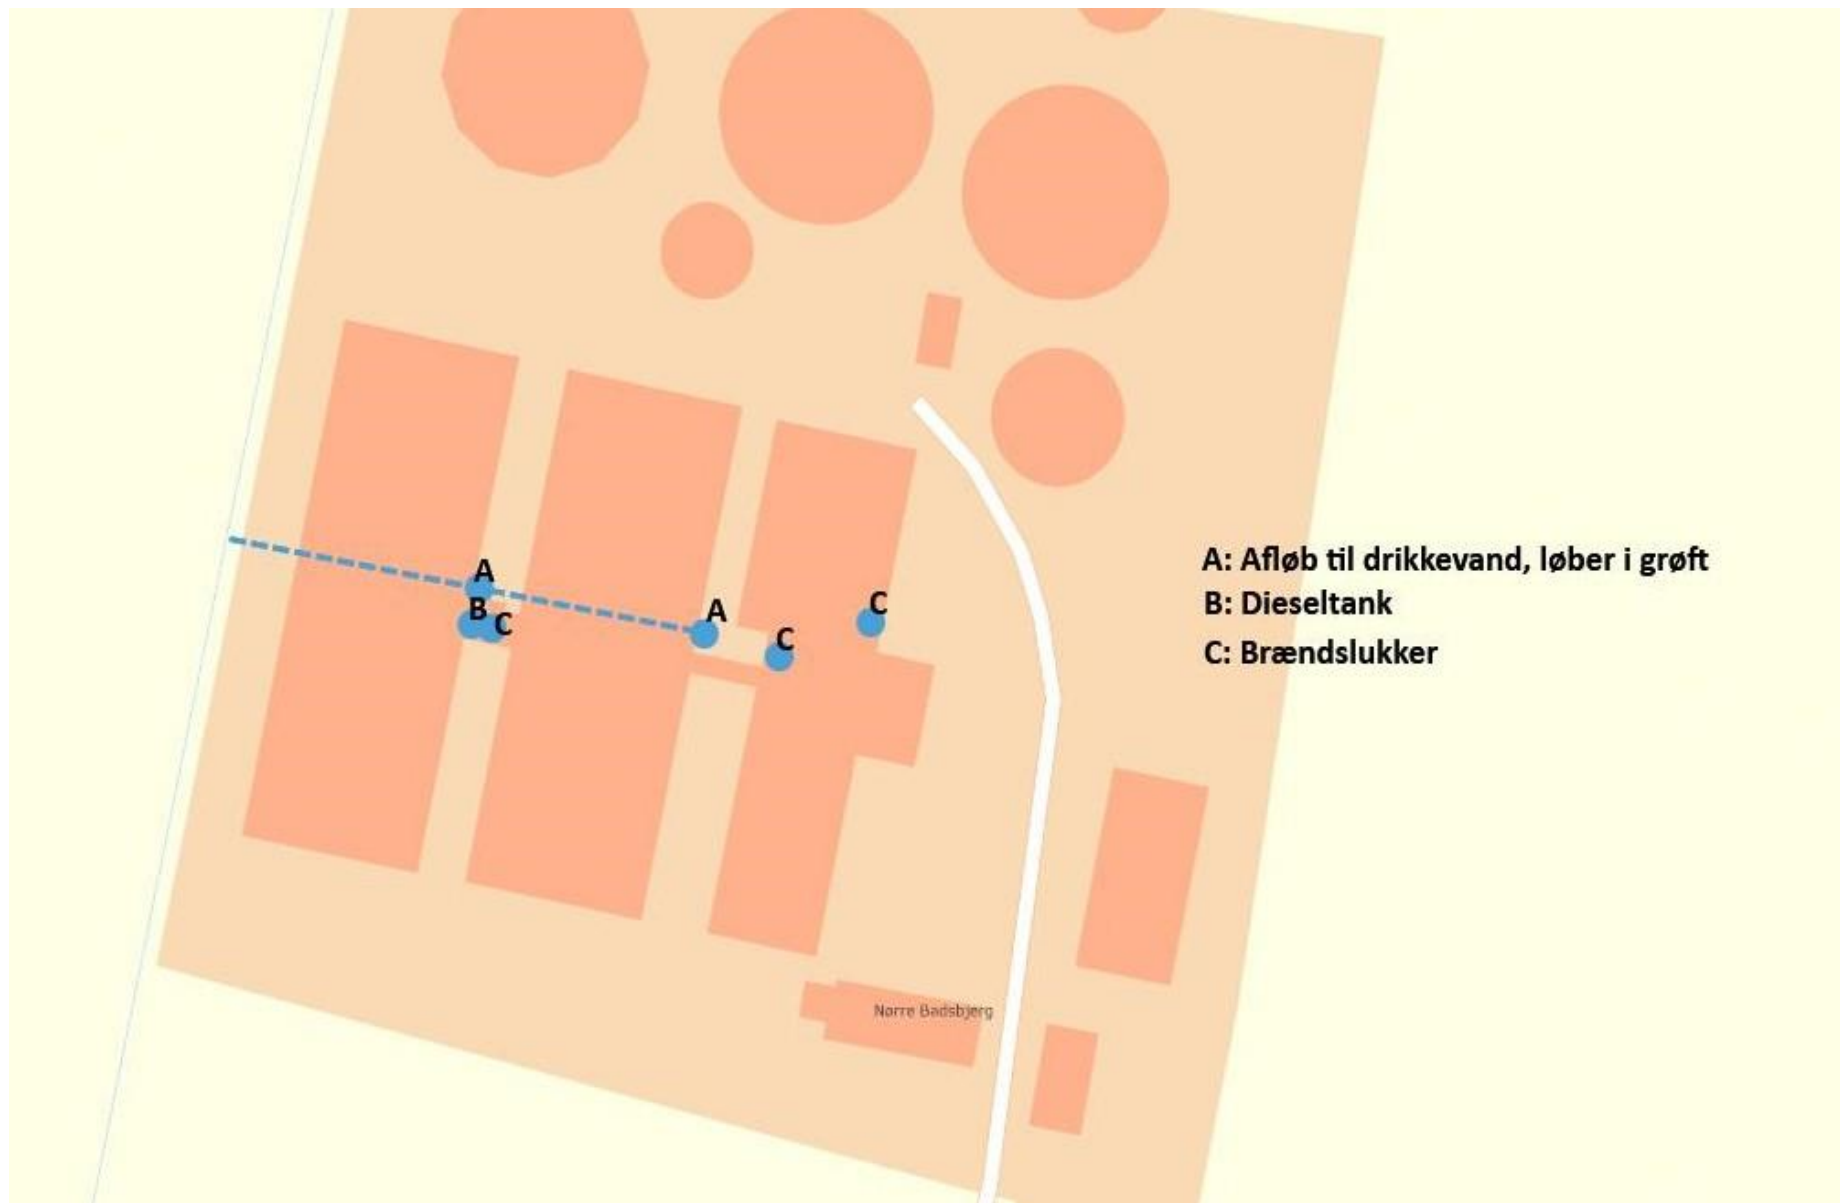 A
B
C
A
C
C
A: Afløb til drikkevand, løber i grøft
B: Dieseltank
C: Brændslukker
Nørre Badsbjerg